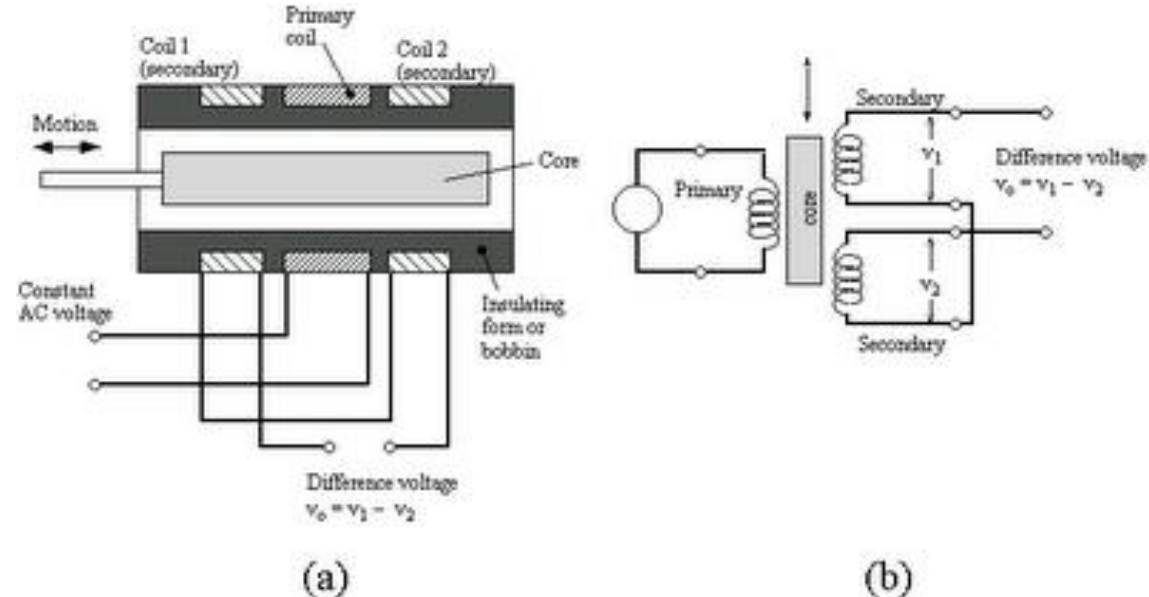 Primary
coil
Coil 1
(secondary)
Coil 2
(secondary)
Motion
Core
Constant
AC voltage
Insulating
form or
bobbin
Difference voltage
v₀ = v₁ - v₂
(a)
Secondary
v₁
Difference voltage
v₀ = v₁ - v₂
Primary
core
v₂
Secondary
(b)